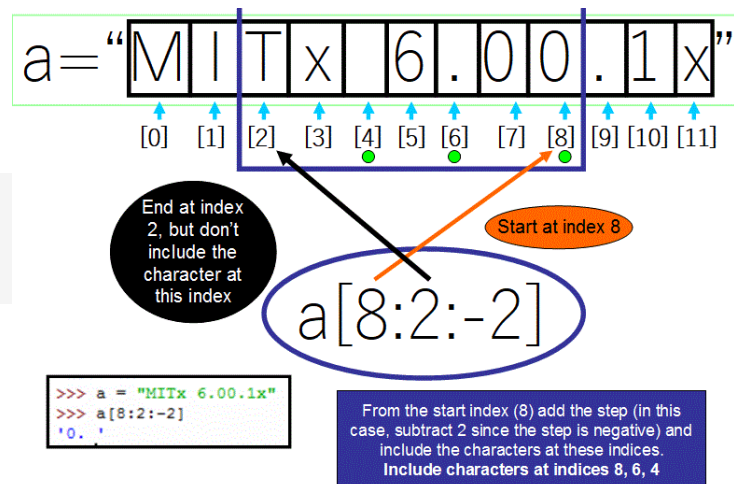 a="MITx 6.00.1x"
[0] [1] [2] [3] [4] [5] [6] [7] [8] [9] [10] [11]
End at index
2, but don't
include the
character at
this index
Start at index 8
a[8:2:-2]
>>> a = "MITx 6.00.1x"
>>> a[8:2:-2]
'0. '
From the start index (8) add the step (in this
case, subtract 2 since the step is negative) and
include the characters at these indices.
Include characters at indices 8, 6, 4